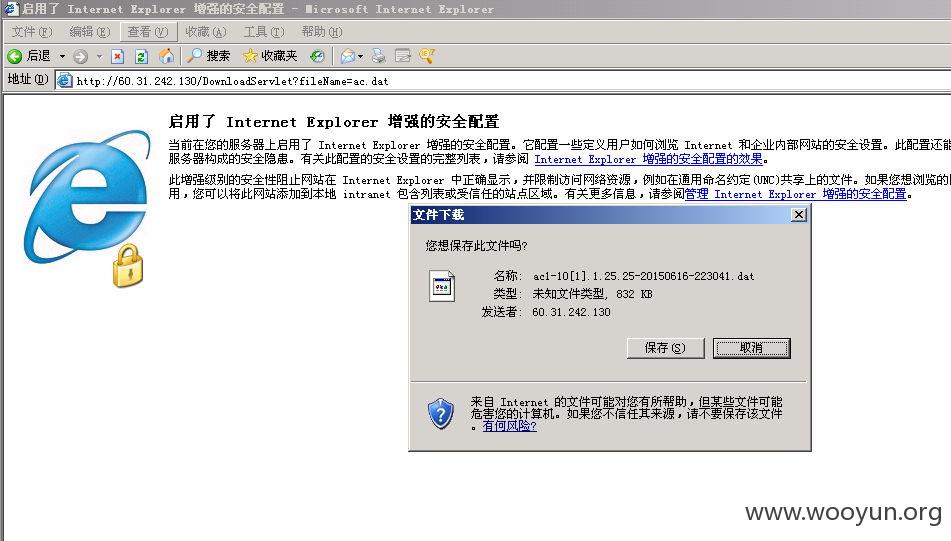 启用了 Internet Explorer 增强的安全配置 - Microsoft Internet Explorer
文件(F) 编辑(E) 查看(V) 收藏(A) 工具(T) 帮助(H)
后退 搜索 收藏夹
地址(D) http://60.31.242.130/DownloadServlet?fileName=ac.dat
启用了 Internet Explorer 增强的安全配置
当前在您的服务器上启用了 Internet Explorer 增强的安全配置。它配置一些定义用户如何浏览 Internet 和企业内部网站的安全设置。此配置还能
服务器构成的安全隐患。有关此配置的安全设置的完整列表，请参阅 Internet Explorer 增强的安全配置的效果。
此增强级别的安全性阻止网站在 Internet Explorer 中正确显示，并限制访问网络资源，例如在通用命名约定(UNC)共享上的文件。如果您想浏览的
用，您可以将此网站添加到本地 intranet 包含列表或受信任的站点区域。有关更多信息，请参阅管理 Internet Explorer 增强的安全配置。
文件下载
您想保存此文件吗?
名称: ac1-10[1].1.25.25-20150616-223041.dat
类型: 未知文件类型, 832 KB
发送者: 60.31.242.130
保存(S) 取消
来自 Internet 的文件可能对您有所帮助，但某些文件可能
危害您的计算机。如果您不信任其来源，请不要保存该文件
。有何风险?
www.wooyun.org